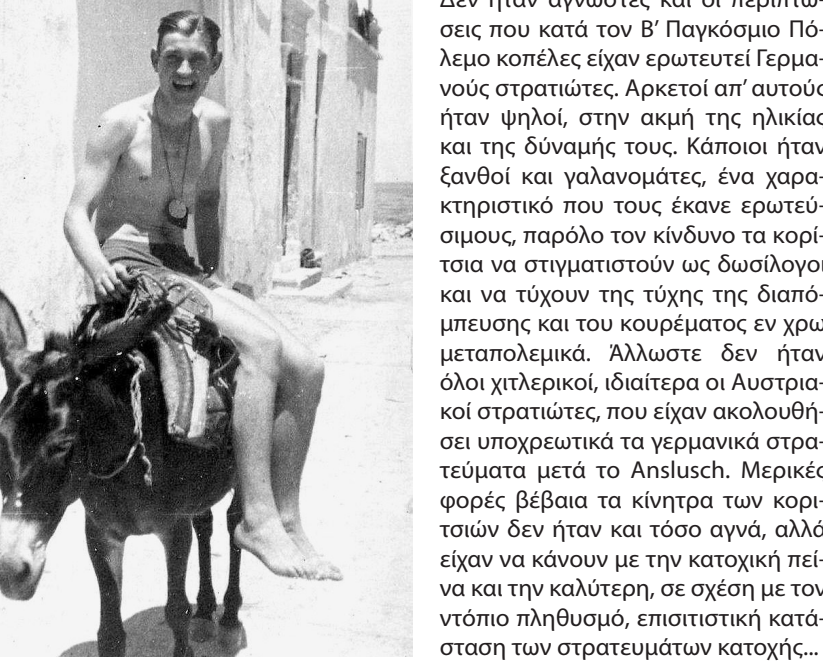 Δεν ήταν άγνωστες και οι περιπτώ-
σεις που κατά τον Β’ Παγκόσμιο Πό-
λεμο κοπέλες είχαν ερωτευτεί Γερμα-
νούς στρατιώτες. Αρκετοί απ’ αυτούς
ήταν ψηλοί, στην ακμή της ηλικίας
και της δύναμής τους. Κάποιοι ήταν
ξανθοί και γαλανομάτες, ένα χαρα-
κτηριστικό που τους έκανε ερωτεύ-
σιμους, παρόλο τον κίνδυνο τα κορί-
τσια να στιγματιστούν ως δωσίλογοι
και να τύχουν της τύχης της διαπό-
μπευσης και του κουρέματος εν χρω
μεταπολεμικά. Άλλωστε δεν ήταν
όλοι χιτλερικοί, ιδιαίτερα οι Αυστρια-
κοί στρατιώτες, που είχαν ακολουθή-
σει υποχρεωτικά τα γερμανικά στρα-
τεύματα μετά το Anslusch. Μερικές
φορές βέβαια τα κίνητρα των κορι-
τσιών δεν ήταν και τόσο αγνά, αλλά
είχαν να κάνουν με την κατοχική πεί-
να και την καλύτερη, σε σχέση με τον
ντόπιο πληθυσμό, επισιτιστική κατά-
σταση των στρατευμάτων κατοχής...